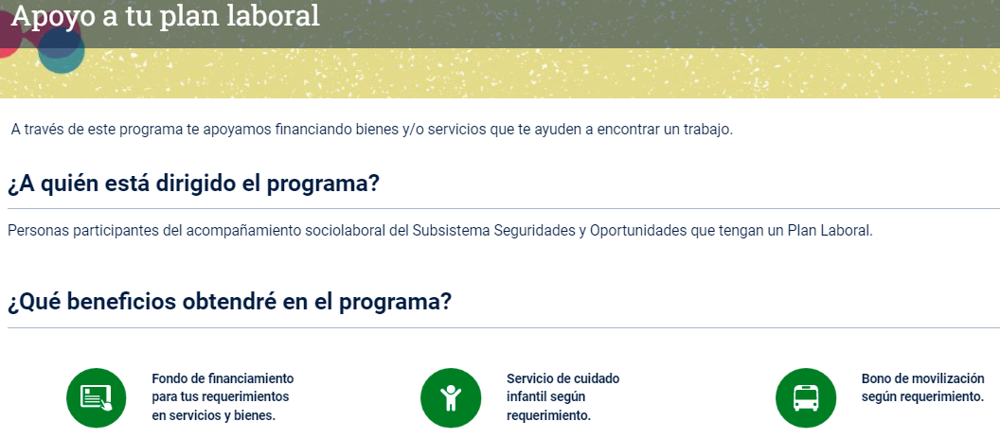 Apoyo a tu plan laboral
A través de este programa te apoyamos financiando bienes y/o servicios que te ayuden a encontrar un trabajo.
¿A quién está dirigido el programa?
Personas participantes del acompañamiento sociolaboral del Subsistema Seguridades y Oportunidades que tengan un Plan Laboral.
¿Qué beneficios obtendré en el programa?
Fondo de financiamiento
para tus requerimientos
en servicios y bienes.
Servicio de cuidado
infantil según
requerimiento.
Bono de movilización
según requerimiento.